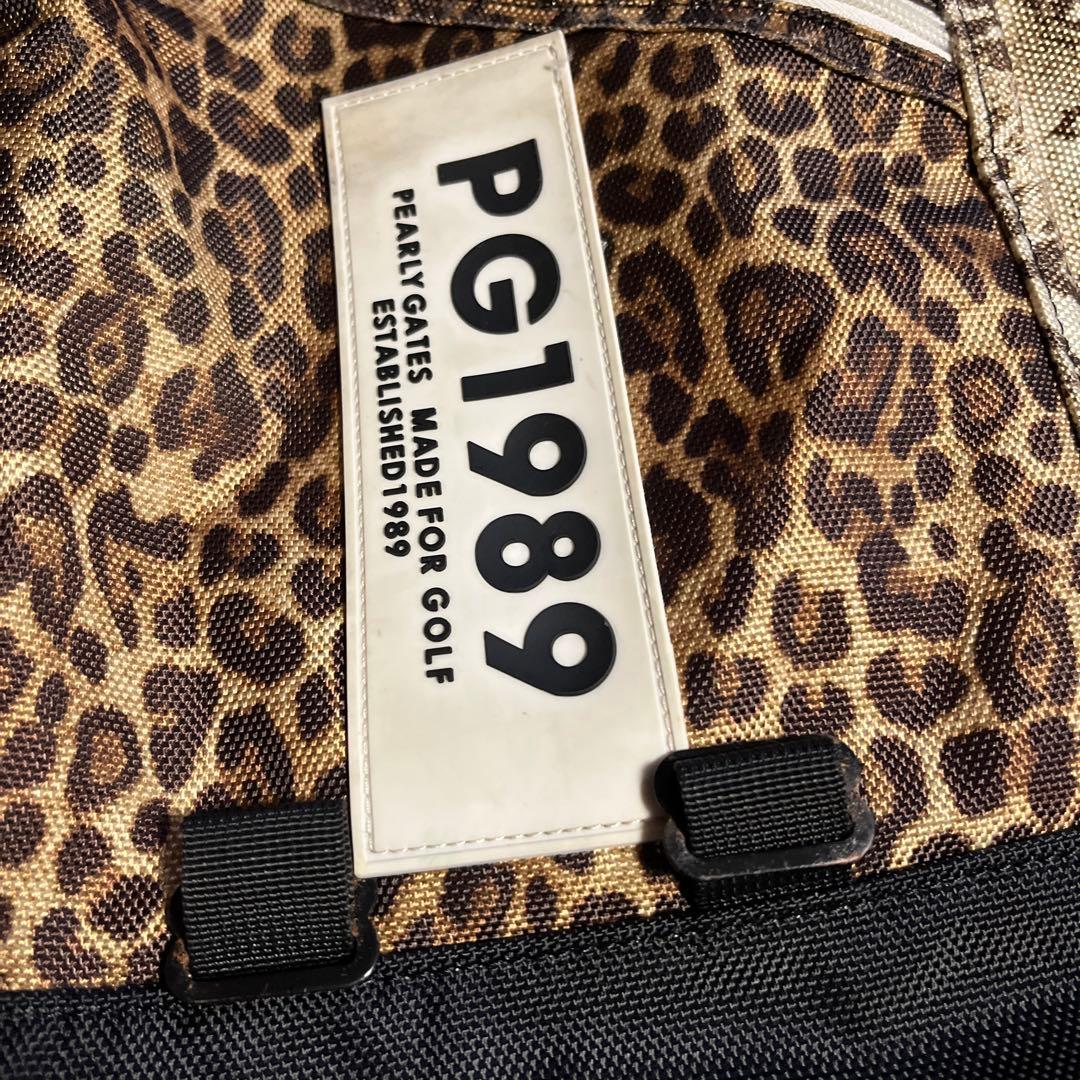 PG1989
PEARLY GATES MADE FOR GOLF
ESTABLISHED1989